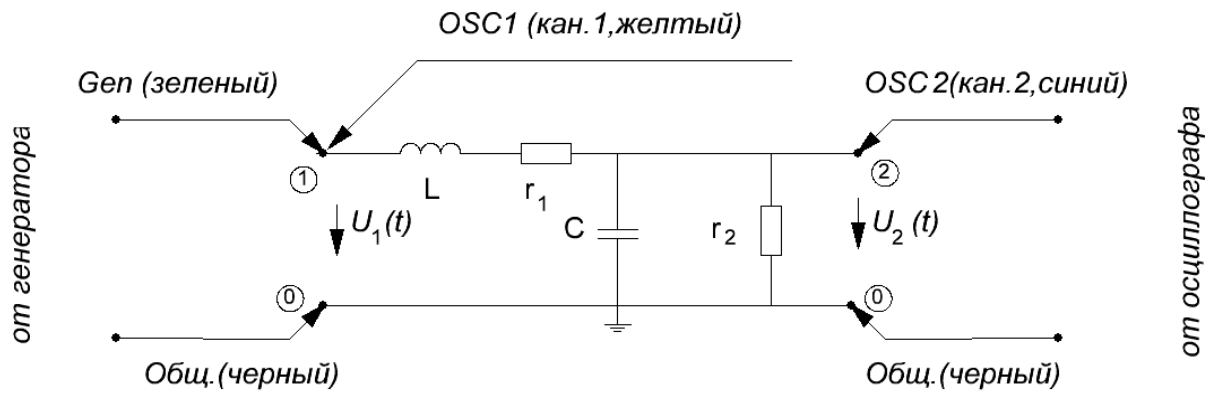 OSC1 (кан.1,желтый)
Gen (зеленый)
OSC 2(кан.2,синий)
от генератора
от осциллографа
1
2
L
r1
U1(t)
C
r2
U2 (t)
0
0
Общ.(черный)
Общ.(черный)